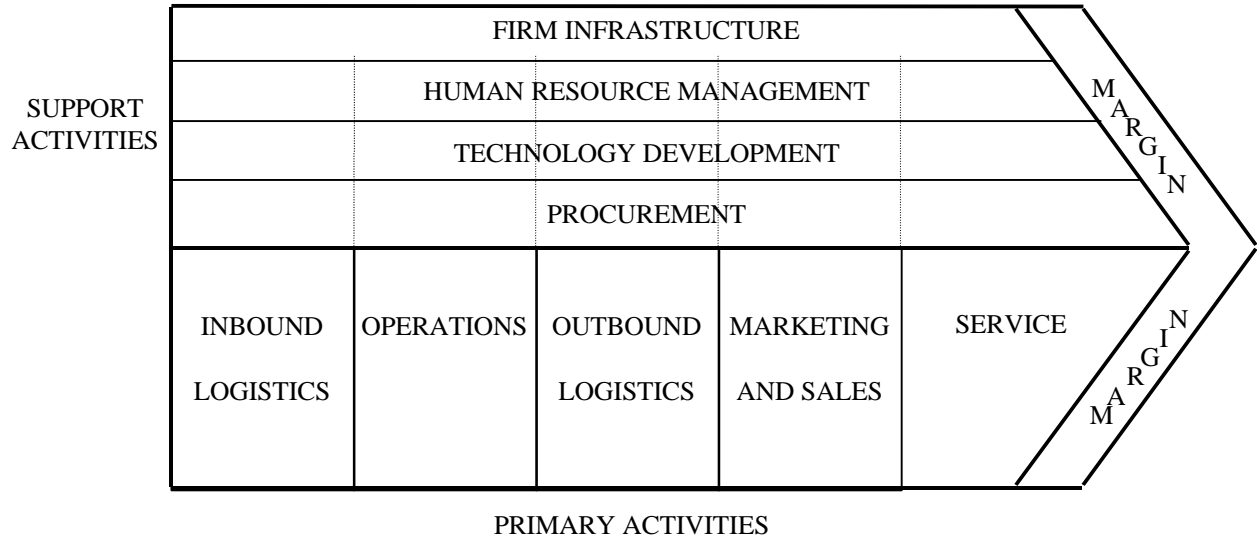 FIRM INFRASTRUCTURE
HUMAN RESOURCE MANAGEMENT
SUPPORT
ACTIVITIES
TECHNOLOGY DEVELOPMENT
PROCUREMENT
MARGIN
INBOUND
LOGISTICS
OPERATIONS
OUTBOUND
LOGISTICS
MARKETING
AND SALES
SERVICE
MARGIN
PRIMARY ACTIVITIES